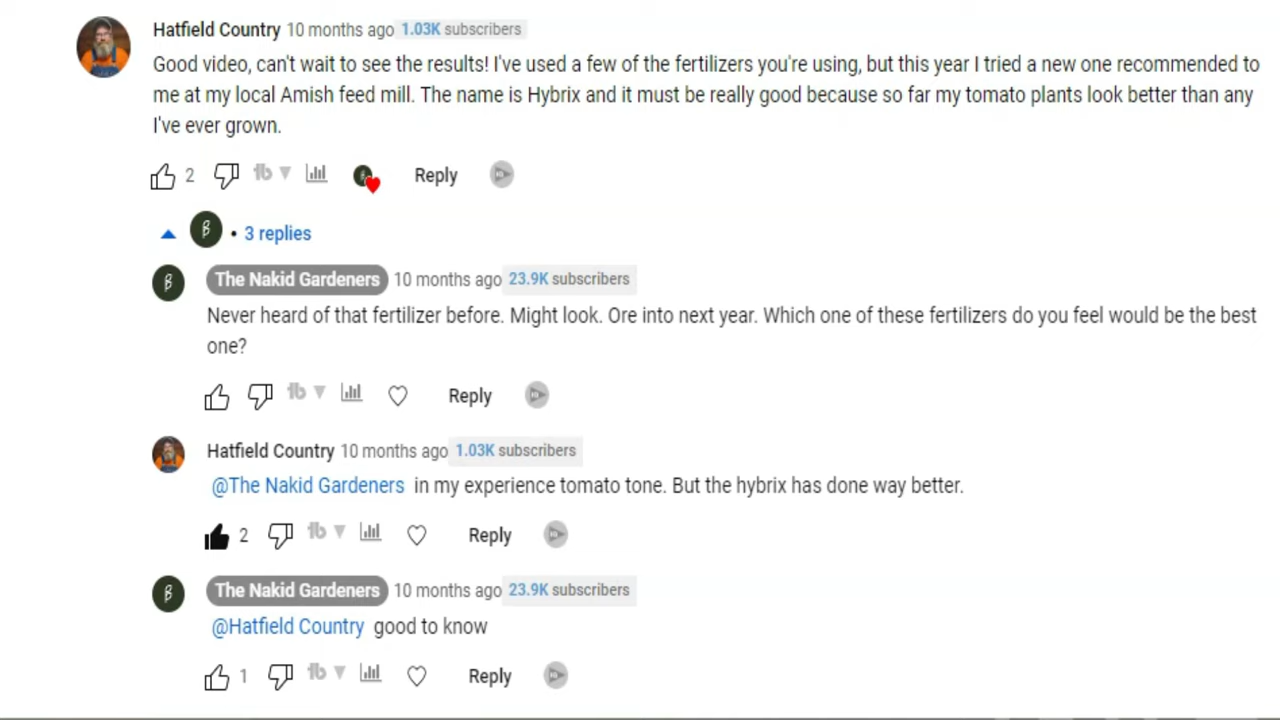 Hatfield Country 10 months ago 1.03K subscribers
Good video, can't wait to see the results! I've used a few of the fertilizers you're using, but this year I tried a new one recommended to
me at my local Amish feed mill. The name is Hybrix and it must be really good because so far my tomato plants look better than any
I've ever grown.
2 Reply
• 3 replies
The Nakid Gardeners 10 months ago 23.9K subscribers
Never heard of that fertilizer before. Might look. Ore into next year. Which one of these fertilizers do you feel would be the best
one?
Reply
Hatfield Country 10 months ago 1.03K subscribers
@The Nakid Gardeners in my experience tomato tone. But the hybrix has done way better.
2 Reply
The Nakid Gardeners 10 months ago 23.9K subscribers
@Hatfield Country good to know
1 Reply